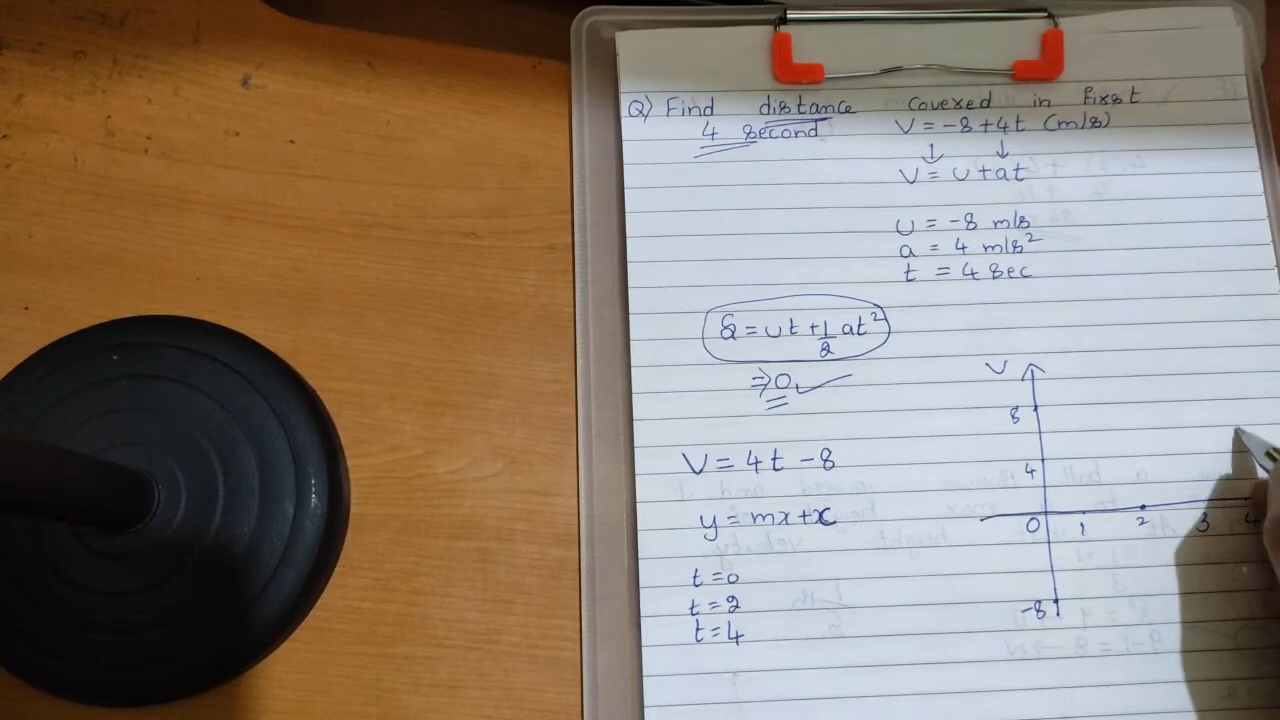 Q) Find distance covered in first
4 second
V = -8 + 4t (m/s)
↓ ↓
V = u + at
u = -8 m/s
a = 4 m/s²
t = 4 sec
S = ut + 1/2 at²
⇒ 0 ✓
V
8
V = 4t - 8
4
y = mx + c
0 1 2 3 4
t = 0
t = 2
-8
t = 4